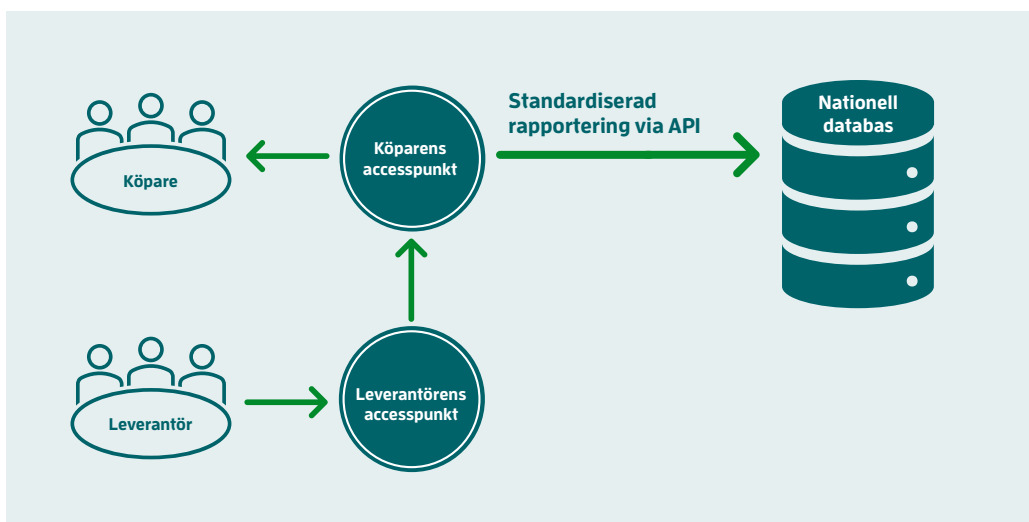 Standardiserad
rapportering via API
Nationell
databas
Köparens
accesspunkt
Köpare
Leverantörens
accesspunkt
Leverantör